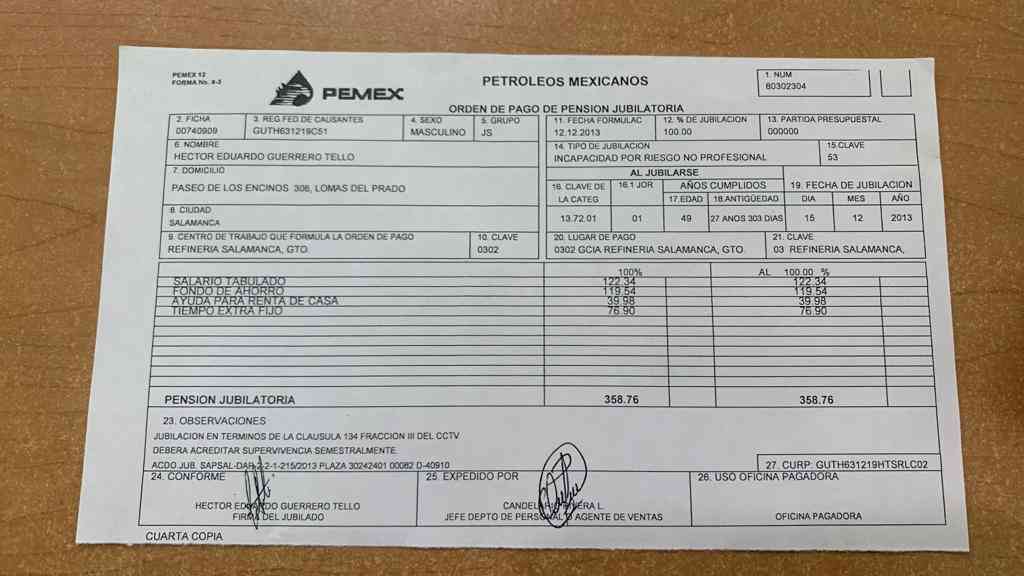 PEMEX 12
FORMA No. 8-3
PEMEX
PETROLEOS MEXICANOS
1. NUM
60302304
ORDEN DE PAGO DE PENSION JUBILATORIA
2. FICHA
00740909
3. REG.FED DE CAUSANTES
GUTH631219C51
4. SEXO
MASCULINO
5. GRUPO
JS
11. FECHA FORMULAC
12.12.2013
12. % DE JUBILACION
100.00
13. PARTIDA PRESUPUESTAL
000000
6. NOMBRE
HECTOR EDUARDO GUERRERO TELLO
14. TIPO DE JUBILACION
INCAPACIDAD POR RIESGO NO PROFESIONAL
15.CLAVE
53
7. DOMICILIO
PASEO DE LOS ENCINOS 306, LOMAS DEL PRADO
AL JUBILARSE
16. CLAVE DE
LA CATEG
16.1 JOR
AÑOS CUMPLIDOS
17.EDAD
18.ANTIGÜEDAD
19. FECHA DE JUBILACION
DIA
MES
AÑO
8. CIUDAD
SALAMANCA
13.72.01
01
49
27 ANOS 303 DIAS
15
12
2013
9. CENTRO DE TRABAJO QUE FORMULA LA ORDEN DE PAGO
REFINERIA SALAMANCA, GTO.
10. CLAVE
0302
20. LUGAR DE PAGO
0302 GCIA REFINERIA SALAMANCA, GTO.
21. CLAVE
03 REFINERIA SALAMANCA,
100%
AL 100.00 %
SALARIO TABULADO 122.34 122.34
FONDO DE AHORRO 119.54 119.54
AYUDA PARA RENTA DE CASA 39.98 39.98
TIEMPO EXTRA FIJO 76.90 76.90
PENSION JUBILATORIA 358.76 358.76
23. OBSERVACIONES
JUBILACION EN TERMINOS DE LA CLAUSULA 134 FRACCION III DEL CCTV
DEBERA ACREDITAR SUPERVIVENCIA SEMESTRALMENTE.
ACDO.JUB. SAPSAL-DAH-2-2-1-215/2013 PLAZA 30242401 00082 D-40910
27. CURP: GUTH631219HTSRLC02
24. CONFORME
HECTOR EDUARDO GUERRERO TELLO
FIRMA DEL JUBILADO
25. EXPEDIDO POR
RIVERA L.
JEFE DEPTO DE PERSONAL O AGENTE DE VENTAS
26. USO OFICINA PAGADORA
OFICINA PAGADORA
CUARTA COPIA